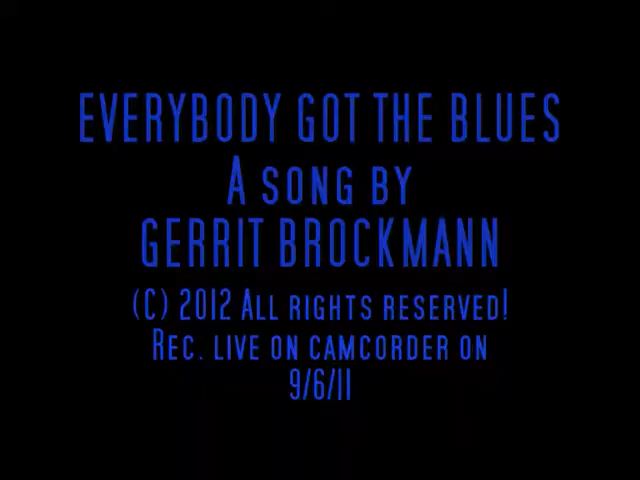 EVERYBODY GOT THE BLUES
A SONG BY
GERRIT BROCKMANN
(C) 2012 ALL RIGHTS RESERVED!
REC. LIVE ON CAMCORDER ON
9/6/11